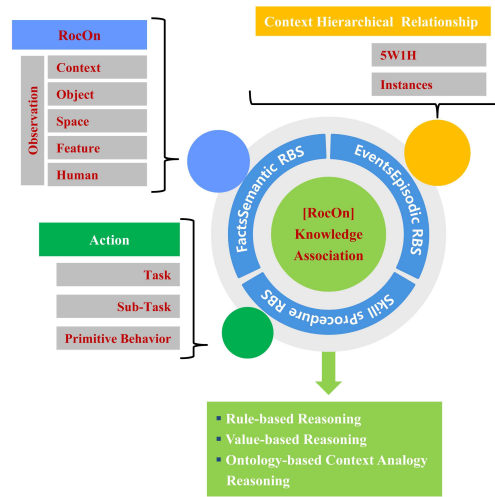 RocOn
Observation
Context
Object
Space
Feature
Human
Context Hierarchical Relationship
5W1H
Instances
FactsSemantic RBS
EventsEpisodic RBS
Skill sProcedure RBS
[RocOn]
Knowledge
Association
Action
Task
Sub-Task
Primitive Behavior
▪ Rule-based Reasoning
▪ Value-based Reasoning
▪ Ontology-based Context Analogy
Reasoning